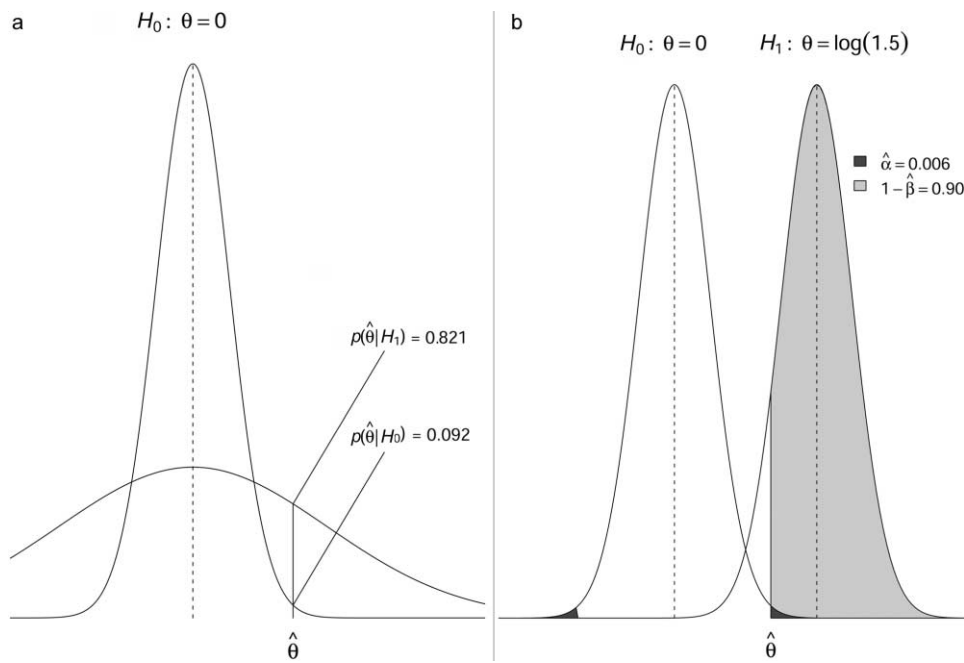 a
H₀: θ = 0
p(θ̂|H₁) = 0.821
p(θ̂|H₀) = 0.092
θ̂
b
H₀: θ = 0
H₁: θ = log(1.5)
α̂ = 0.006
1 − β̂ = 0.90
θ̂